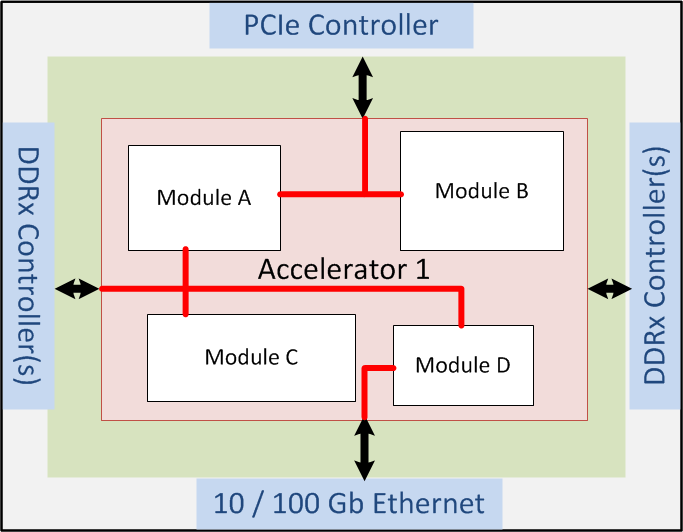 PCIe Controller
DDRx Controller(s)
Module A
Module B
DDRx Controller(s)
Accelerator 1
Module C
Module D
10 / 100 Gb Ethernet